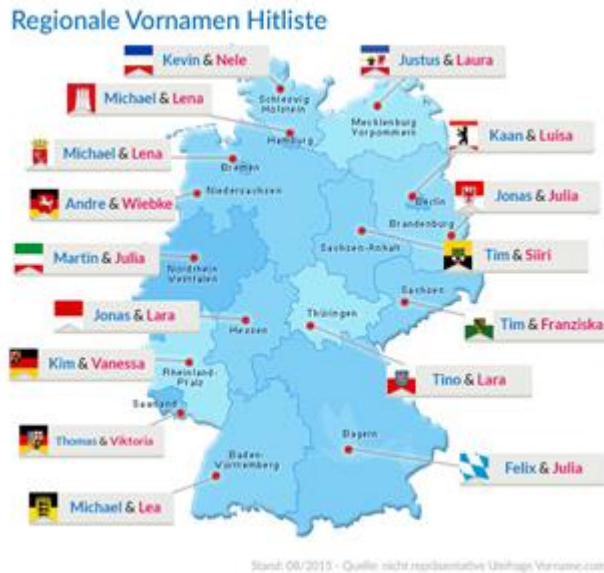 Regionale Vornamen Hitliste
Kevin & Nele
Justus & Laura
Michael & Lena
Schleswig
Holstein
Mecklenburg
Vorpommern
Hamburg
Kaan & Luisa
Michael & Lena
Bremen
Niedersachsen
Berlin
Jonas & Julia
Andre & Wiebke
Brandenburg
Sachsen-Anhalt
Tim & Siiri
Martin & Julia
Nordrhein
Westfalen
Sachsen
Jonas & Lara
Hessen
Thüringen
Tim & Franziska
Kim & Vanessa
Rheinland-
Pfalz
Tino & Lara
Saarland
Thomas & Viktoria
Bayern
Baden-
Württemberg
Felix & Julia
Michael & Lea
Stand: 08/2015 - Quelle: nicht repräsentative Umfrage Vorname.com